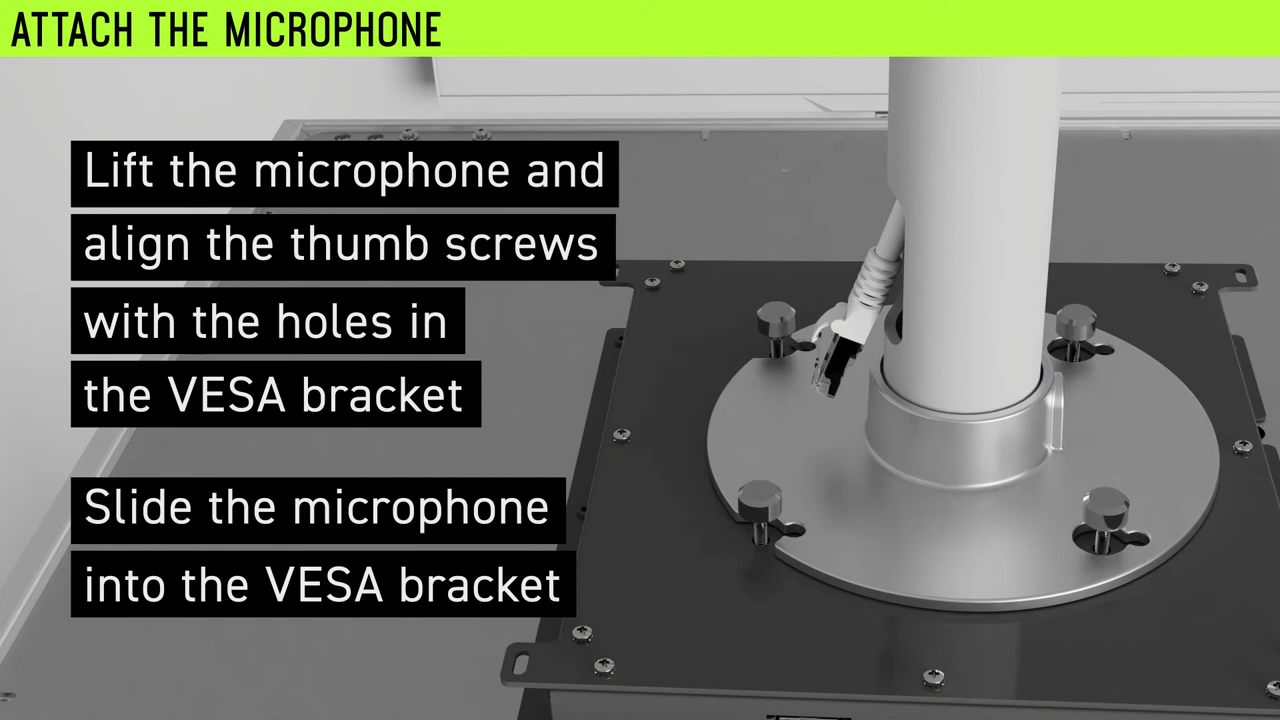 ATTACH THE MICROPHONE
Lift the microphone and
align the thumb screws
with the holes in
the VESA bracket
Slide the microphone
into the VESA bracket